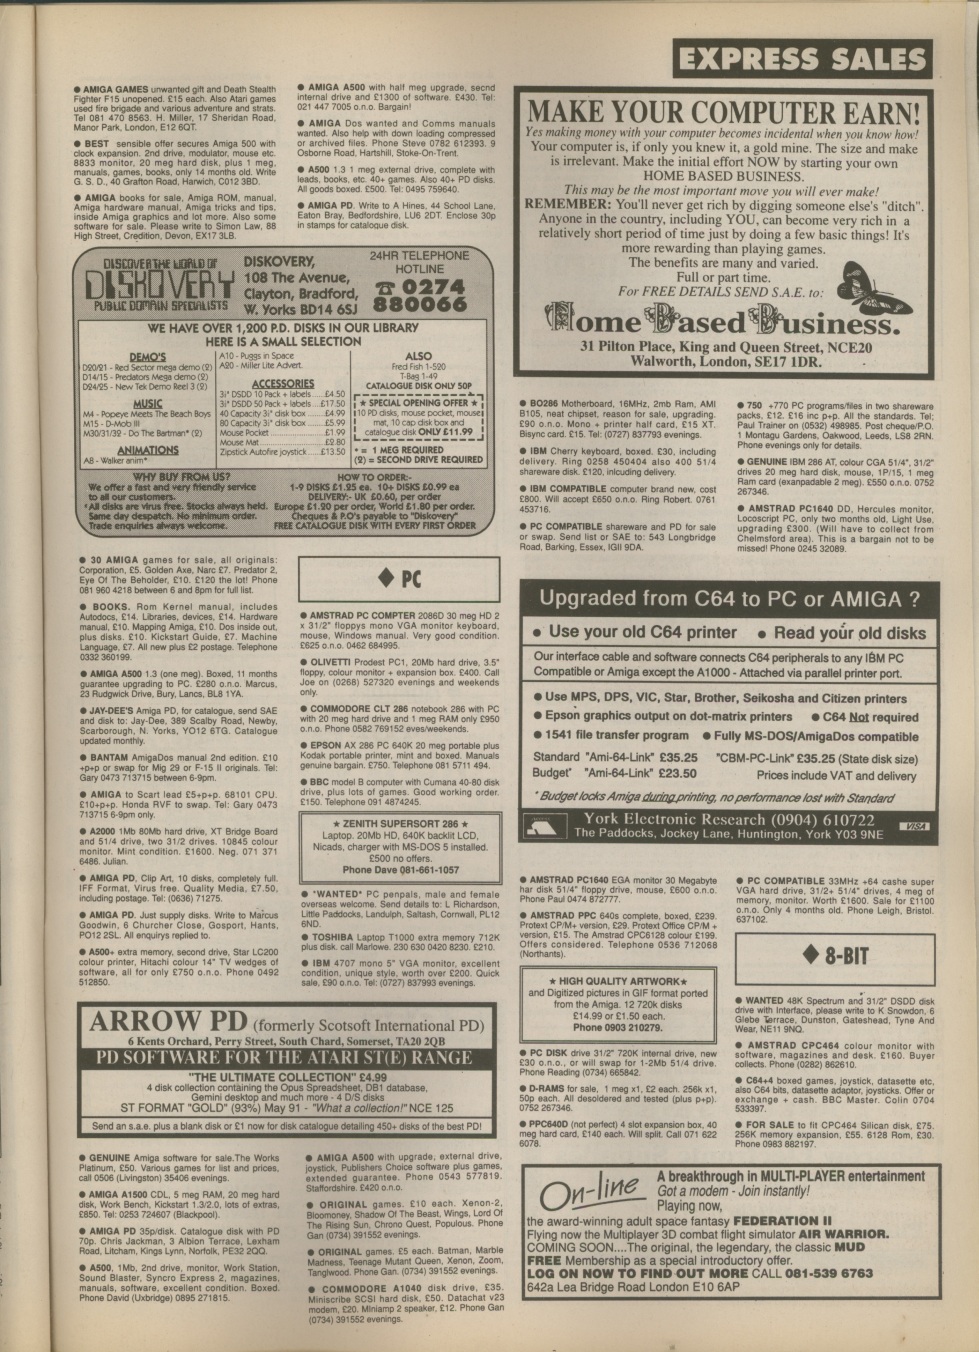 EXPRESS SALES
● AMIGA GAMES unwanted gift and Death Stealth
Fighter F15 unopened. £15 each. Also Atari games
used fire brigade and various adventure and strats.
Tel 081 470 8563. H. Miller, 17 Sheridan Road,
Manor Park, London, E12 6QT.
● BEST sensible offer secures Amiga 500 with
clock expansion. 2nd drive, modulator, mouse etc.
8833 monitor, 20 meg hard disk, plus 1 meg,
manuals, games, books, only 14 months old. Write
G. S. D., 40 Grafton Road, Harwich, C012 3BD.
● AMIGA books for sale, Amiga ROM, manual,
Amiga hardware manual, Amiga tricks and tips,
inside Amiga graphics and lot more. Also some
software for sale. Please write to Simon Law, 88
High Street, Credition, Devon, EX17 3LB.
● AMIGA A500 with half meg upgrade, secnd
internal drive and £1300 of software. £430. Tel:
021 447 7005 o.n.o. Bargain!
● AMIGA Dos wanted and Comms manuals
wanted. Also help with down loading compressed
or archived files. Phone Steve 0782 612393. 9
Osborne Road, Hartshill, Stoke-On-Trent.
● A500 1.3 1 meg external drive, complete with
leads, books, etc. 40+ games. Also 40+ PD disks.
All goods boxed. £500. Tel: 0495 759640.
● AMIGA PD. Write to A Hines, 44 School Lane,
Eaton Bray, Bedfordshire, LU6 2DT. Enclose 30p
in stamps for catalogue disk.
DISCOVER THE WORLD OF
DISKOVERY
PUBLIC DOMAIN SPECIALISTS
DISKOVERY,
108 The Avenue,
Clayton, Bradford,
W. Yorks BD14 6SJ
24HR TELEPHONE
HOTLINE
☎ 0274
880066
WE HAVE OVER 1,200 P.D. DISKS IN OUR LIBRARY
HERE IS A SMALL SELECTION
DEMO'S
D20/21 - Red Sector mega demo (2)
D14/15 - Predators Mega demo (2)
D24/25 - New Tek Demo Reel 3 (2)
MUSIC
M4 - Popeye Meets The Beach Boys
M15 - D-Mob III
M30/31/32 - Do The Bartman* (2)
ANIMATIONS
A8 - Walker anim*
A10 - Puggs in Space
A20 - Miller Lite Advert.
ACCESSORIES
3½" DSDD 10 Pack + labels ....£4.50
3½" DSDD 50 Pack + labels ..£17.50
40 Capacity 3½" disk box .......£4.99
80 Capacity 3½" disk box .......£5.99
Mouse Pocket ........................£1.99
Mouse Mat .............................£2.80
Zipstick Autofire joystick .......£13.50
ALSO
Fred Fish 1-520
T-Bag 1-49
CATALOGUE DISK ONLY 50P
★ SPECIAL OPENING OFFER ★
10 PD disks, mouse pocket, mouse
mat, 10 cap disk box and
catalogue disk ONLY £11.99
* = 1 MEG REQUIRED
(2) = SECOND DRIVE REQUIRED
WHY BUY FROM US?
We offer a fast and very friendly service
to all our customers.
*All disks are virus free. Stocks always held.
Same day despatch. No minimum order.
Trade enquiries always welcome.
HOW TO ORDER:-
1-9 DISKS £1.25 ea. 10+ DISKS £0.99 ea
DELIVERY:- UK £0.60, per order
Europe £1.20 per order, World £1.80 per order.
Cheques & P.O's payable to "Diskovery"
FREE CATALOGUE DISK WITH EVERY FIRST ORDER
● 30 AMIGA games for sale, all originals:
Corporation, £5. Golden Axe, Narc £7. Predator 2,
Eye Of The Beholder, £10. £120 the lot! Phone
081 960 4218 between 6 and 8pm for full list.
● BOOKS. Rom Kernel manual, includes
Autodocs, £14. Libraries, devices, £14. Hardware
manual, £10. Mapping Amiga, £10. Dos inside out,
plus disks. £10. Kickstart Guide, £7. Machine
Language, £7. All new plus £2 postage. Telephone
0332 360199.
● AMIGA A500 1.3 (one meg). Boxed, 11 months
guarantee upgrading to PC. £280 o.n.o. Marcus,
23 Rudgwick Drive, Bury, Lancs, BL8 1YA.
● JAY-DEE'S Amiga PD, for catalogue, send SAE
and disk to: Jay-Dee, 389 Scalby Road, Newby,
Scarborough, N. Yorks, YO12 6TG. Catalogue
updated monthly.
● BANTAM AmigaDos manual 2nd edition. £10
+p+p or swap for Mig 29 or F-15 II originals. Tel:
Gary 0473 713715 between 6-9pm.
● AMIGA to Scart lead £5+p+p. 68101 CPU.
£10+p+p. Honda RVF to swap. Tel: Gary 0473
713715 6-9pm only.
● A2000 1Mb 80Mb hard drive, XT Bridge Board
and 51/4 drive, two 31/2 drives. 10845 colour
monitor. Mint condition. £1600. Neg. 071 371
6486. Julian.
● AMIGA PD, Clip Art, 10 disks, completely full.
IFF Format, Virus free. Quality Media, £7.50,
including postage. Tel: (0636) 71275.
● AMIGA PD. Just supply disks. Write to Marcus
Goodwin, 6 Churcher Close, Gosport, Hants,
PO12 2SL. All enquirys replied to.
● A500+ extra memory, second drive, Star LC200
colour printer, Hitachi colour 14" TV wedges of
software, all for only £750 o.n.o. Phone 0492
512850.
◆ PC
● AMSTRAD PC COMPTER 2086D 30 meg HD 2
x 31/2" floppys mono VGA monitor keyboard,
mouse, Windows manual. Very good condition.
£625 o.n.o. 0462 684995.
● OLIVETTI Prodest PC1, 20Mb hard drive, 3.5"
floppy, colour monitor + expansion box. £400. Call
Joe on (0268) 527320 evenings and weekends
only.
● COMMODORE CLT 286 notebook 286 with PC
with 20 meg hard drive and 1 meg RAM only £950
o.n.o. Phone 0582 769152 eves/weekends.
● EPSON AX 286 PC 640K 20 meg portable plus
Kodak portable printer, mint and boxed. Manuals
genuine bargain. £750. Telephone 081 5711 494.
● BBC model B computer with Cumana 40-80 disk
drive, plus lots of games. Good working order.
£150. Telephone 091 4874245.
★ ZENITH SUPERSORT 286 ★
Laptop. 20Mb HD, 640K backlit LCD,
Nicads, charger with MS-DOS 5 installed.
£500 no offers.
Phone Dave 081-661-1057
● *WANTED* PC penpals, male and female
overseas welcome. Send details to: L Richardson,
Little Paddocks, Landulph, Saltash, Cornwall, PL12
6ND.
● TOSHIBA Laptop T1000 extra memory 712K
plus disk. call Marlowe. 230 630 0420 8230. £210.
● IBM 4707 mono 5" VGA monitor, excellent
condition, unique style, worth over £200. Quick
sale, £90 o.n.o. Tel: (0727) 837993 evenings.
ARROW PD (formerly Scotsoft International PD)
6 Kents Orchard, Perry Street, South Chard, Somerset, TA20 2QB
PD SOFTWARE FOR THE ATARI ST(E) RANGE
"THE ULTIMATE COLLECTION" £4.99
4 disk collection containing the Opus Spreadsheet, DB1 database,
Gemini desktop and much more - 4 D/S disks
ST FORMAT "GOLD" (93%) May 91 - "What a collection!" NCE 125
Send an s.a.e. plus a blank disk or £1 now for disk catalogue detailing 450+ disks of the best PD!
● GENUINE Amiga software for sale.The Works
Platinum, £50. Various games for list and prices,
call 0506 (Livingston) 35406 evenings.
● AMIGA A1500 CDL, 5 meg RAM, 20 meg hard
disk, Work Bench, Kickstart 1.3/2.0, lots of extras,
£850. Tel: 0253 724607 (Blackpool).
● AMIGA PD 35p/disk. Catalogue disk with PD
70p. Chris Jackman, 3 Albion Terrace, Lexham
Road, Litcham, Kings Lynn, Norfolk, PE32 2QQ.
● A500, 1Mb, 2nd drive, monitor, Work Station,
Sound Blaster, Syncro Express 2, magazines,
manuals, software, excellent condition. Boxed.
Phone David (Uxbridge) 0895 271815.
● AMIGA A500 with upgrade, external drive,
joystick, Publishers Choice software plus games,
extended guarantee. Phone 0543 577819.
Staffordshire. £420 o.n.o.
● ORIGINAL games. £10 each. Xenon-2,
Bloomoney, Shadow Of The Beast, Wings, Lord Of
The Rising Sun, Chrono Quest, Populous. Phone
Gan (0734) 391552 evenings.
● ORIGINAL games. £5 each. Batman, Marble
Madness, Teenage Mutant Queen, Xenon, Zoom,
Tanglwood. Phone Gan. (0734) 391552 evenings.
● COMMODORE A1040 disk drive, £35.
Miniscribe SCSI hard disk, £50. Datachat v23
modem, £20. Miniamp 2 speaker, £12. Phone Gan
(0734) 391552 evenings.
MAKE YOUR COMPUTER EARN!
Yes making money with your computer becomes incidental when you know how!
Your computer is, if only you knew it, a gold mine. The size and make
is irrelevant. Make the initial effort NOW by starting your own
HOME BASED BUSINESS.
This may be the most important move you will ever make!
REMEMBER: You'll never get rich by digging someone else's "ditch".
Anyone in the country, including YOU, can become very rich in a
relatively short period of time just by doing a few basic things! It's
more rewarding than playing games.
The benefits are many and varied.
Full or part time.
For FREE DETAILS SEND S.A.E. to:
Home Based Business.
31 Pilton Place, King and Queen Street, NCE20
Walworth, London, SE17 1DR.
● BO286 Motherboard, 16MHz, 2mb Ram, AMI
B105, neat chipset, reason for sale, upgrading.
£90 o.n.o. Mono + printer half card, £15 XT.
Bisync card. £15. Tel: (0727) 837793 evenings.
● IBM Cherry keyboard, boxed. £30, including
delivery. Ring 0258 450404 also 400 51/4
shareware disk. £120, inlcuding delivery.
● IBM COMPATIBLE computer brand new, cost
£800. Will accept £650 o.n.o. Ring Robert. 0761
453716.
● PC COMPATIBLE shareware and PD for sale
or swap. Send list or SAE to: 543 Longbridge
Road, Barking, Essex, IGII 9DA.
● 750 +770 PC programs/files in two shareware
packs, £12. £16 inc p+p. All the standards. Tel;
Paul Trainer on (0532) 498985. Post cheque/P.O.
1 Montagu Gardens, Oakwood, Leeds, LS8 2RN.
Phone evenings only for details.
● GENUINE IBM 286 AT, colour CGA 51/4", 31/2"
drives 20 meg hard disk, mouse, 1P/15, 1 meg
Ram card (exanpadable 2 meg). £550 o.n.o. 0752
267346.
● AMSTRAD PC1640 DD, Hercules monitor,
Locoscript PC, only two months old, Light Use,
upgrading £300. (Will have to collect from
Chelmsford area). This is a bargain not to be
missed! Phone 0245 32089.
Upgraded from C64 to PC or AMIGA ?
● Use your old C64 printer ● Read your old disks
Our interface cable and software connects C64 peripherals to any IBM PC
Compatible or Amiga except the A1000 - Attached via parallel printer port.
● Use MPS, DPS, VIC, Star, Brother, Seikosha and Citizen printers
● Epson graphics output on dot-matrix printers ● C64 Not required
● 1541 file transfer program ● Fully MS-DOS/AmigaDos compatible
Standard "Ami-64-Link" £35.25 "CBM-PC-Link" £35.25 (State disk size)
Budget* "Ami-64-Link" £23.50 Prices include VAT and delivery
* Budget locks Amiga during printing, no performance lost with Standard
York Electronic Research (0904) 610722
The Paddocks, Jockey Lane, Huntington, York Y03 9NE
VISA
● AMSTRAD PC1640 EGA monitor 30 Megabyte
har disk 51/4" floppy drive, mouse, £600 o.n.o.
Phone Paul 0474 872777.
● AMSTRAD PPC 640s complete, boxed, £239.
Protext CP/M+ version, £29. Protext Office CP/M +
version, £15. The Amstrad CPC6128 colour £199.
Offers considered. Telephone 0536 712068
(Northants).
★ HIGH QUALITY ARTWORK★
and Digitized pictures in GIF format ported
from the Amiga. 12 720k disks
£14.99 or £1.50 each.
Phone 0903 210279.
● PC DISK drive 31/2" 720K internal drive, new
£30 o.n.o., or will swap for 1-2Mb 51/4 drive.
Phone Reading (0734) 665842.
● D-RAMS for sale, 1 meg x1, £2 each. 256k x1,
50p each. All desoldered and tested (plus p+p).
0752 267346.
● PPC640D (not perfect) 4 slot expansion box, 40
meg hard card, £140 each. Will split. Call 071 622
6078.
● PC COMPATIBLE 33MHz +64 cashe super
VGA hard drive, 31/2+ 51/4" drives, 4 meg of
memory, monitor. Worth £1600. Sale for £1100
o.n.o. Only 4 months old. Phone Leigh, Bristol.
637102.
◆ 8-BIT
● WANTED 48K Spectrum and 31/2" DSDD disk
drive with Interface, please write to K Snowdon, 6
Glebe Terrace, Dunston, Gateshead, Tyne And
Wear, NE11 9NQ.
● AMSTRAD CPC464 colour monitor with
software, magazines and desk. £160. Buyer
collects. Phone (0282) 862610.
● C64+4 boxed games, joystick, datasette etc,
also C64 bits, datasette adaptor, joysticks. Offer or
exchange + cash. BBC Master. Colin 0704
533397.
● FOR SALE to fit CPC464 Silican disk, £75.
256K memory expansion, £55. 6128 Rom, £30.
Phone 0983 882197.
On-line
A breakthrough in MULTI-PLAYER entertainment
Got a modem - Join instantly!
Playing now,
the award-winning adult space fantasy FEDERATION II
Flying now the Multiplayer 3D combat flight simulator AIR WARRIOR.
COMING SOON....The original, the legendary, the classic MUD
FREE Membership as a special introductory offer.
LOG ON NOW TO FIND OUT MORE CALL 081-539 6763
642a Lea Bridge Road London E10 6AP